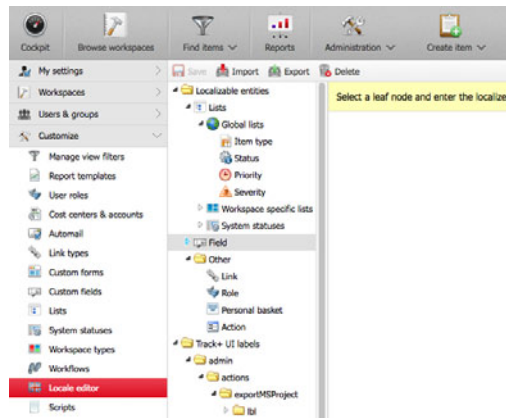 Cockpit Browse workspaces Find items Reports Administration Create item
My settings
Workspaces
Users & groups
Customize
Manage view filters
Report templates
User roles
Cost centers & accounts
Automail
Link types
Custom forms
Custom fields
Lists
System statuses
Workspace types
Workflows
Locale editor
Scripts
Save Import Export Delete
Localizable entities
Lists
Global lists
Item type
Status
Priority
Severity
Workspace specific lists
System statuses
Field
Other
Link
Role
Personal basket
Action
Track+ UI labels
admin
actions
exportMSProject
lbl
Select a leaf node and enter the localize